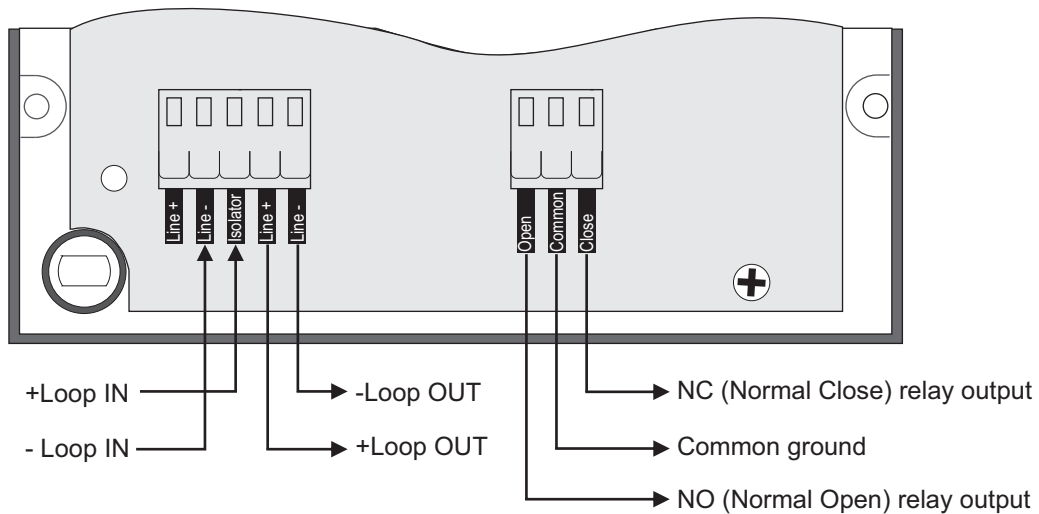 Line +
Line -
Isolator
Line +
Line -
Open
Common
Close
+Loop IN
-Loop OUT
NC (Normal Close) relay output
- Loop IN
+Loop OUT
Common ground
NO (Normal Open) relay output